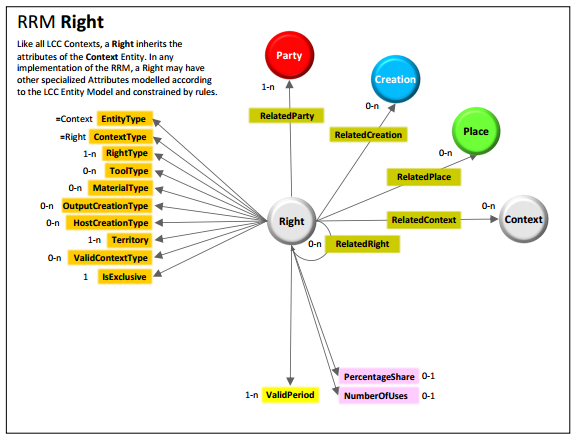 RRM Right
Like all LCC Contexts, a Right inherits the
attributes of the Context Entity. In any
implementation of the RRM, a Right may have
other specialized Attributes modelled according
to the LCC Entity Model and constrained by rules.
Party
1-n
RelatedParty
Creation
0-n
RelatedCreation
Place
0-n
RelatedPlace
Context
0-n
RelatedContext
Right
0-n RelatedRight
=Context EntityType
=Right ContextType
1-n RightType
0-n ToolType
0-n MaterialType
0-n OutputCreationType
0-n HostCreationType
1-n Territory
0-n ValidContextType
1 IsExclusive
1-n ValidPeriod
PercentageShare 0-1
NumberOfUses 0-1